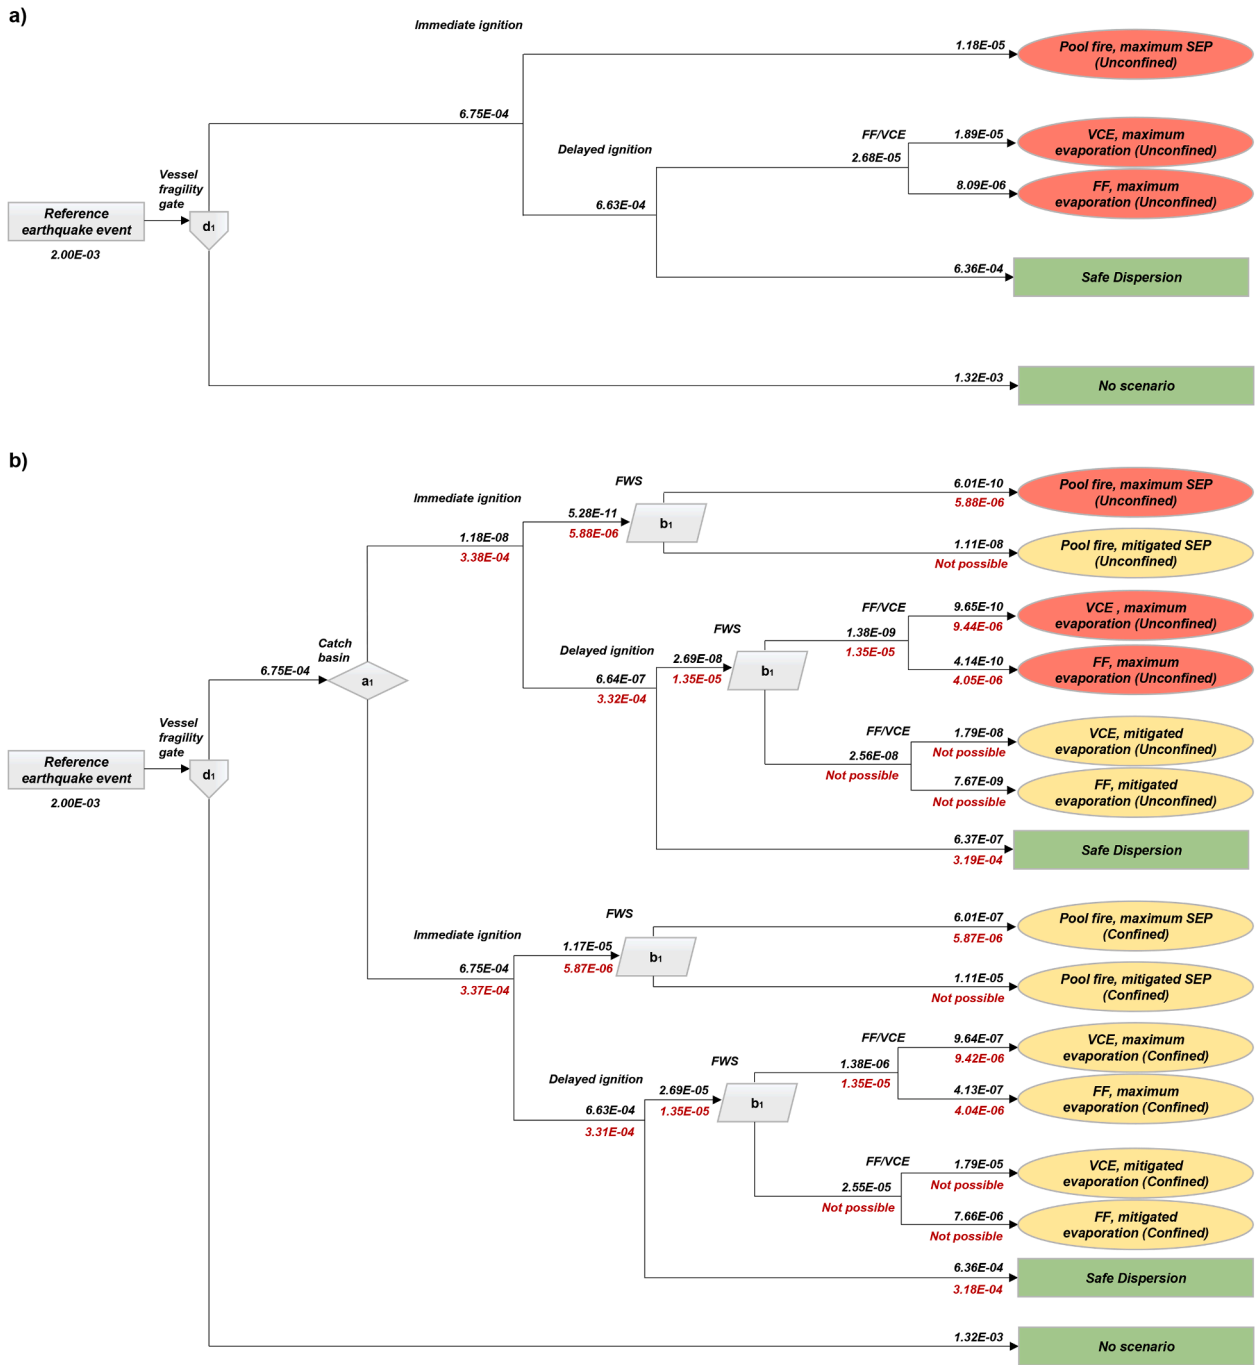 a)
Immediate ignition
1.18E-05
Pool fire, maximum SEP
(Unconfined)
6.75E-04
FF/VCE
1.89E-05
VCE, maximum
evaporation (Unconfined)
Delayed ignition
2.68E-05
8.09E-06
FF, maximum
evaporation (Unconfined)
Vessel
fragility
gate
6.63E-04
Reference
earthquake event
d1
2.00E-03
6.36E-04
Safe Dispersion
1.32E-03
No scenario
b)
FWS
6.01E-10
5.88E-06
Pool fire, maximum SEP
(Unconfined)
Immediate ignition
5.28E-11
5.88E-06
b1
1.18E-08
3.38E-04
1.11E-08
Not possible
Pool fire, mitigated SEP
(Unconfined)
FF/VCE
9.65E-10
9.44E-06
VCE , maximum
evaporation (Unconfined)
FWS
1.38E-09
1.35E-05
Delayed ignition
2.69E-08
1.35E-05
b1
4.14E-10
4.05E-06
FF, maximum
evaporation (Unconfined)
Catch
basin
6.75E-04
a1
6.64E-07
3.32E-04
FF/VCE
1.79E-08
Not possible
VCE, mitigated
evaporation (Unconfined)
Vessel
fragility
gate
2.56E-08
Not possible
7.67E-09
Not possible
FF, mitigated
evaporation (Unconfined)
Reference
earthquake event
d1
2.00E-03
6.37E-07
3.19E-04
Safe Dispersion
FWS
6.01E-07
5.87E-06
Pool fire, maximum SEP
(Confined)
Immediate ignition
1.17E-05
5.87E-06
b1
6.75E-04
3.37E-04
1.11E-05
Not possible
Pool fire, mitigated SEP
(Confined)
FF/VCE
9.64E-07
9.42E-06
VCE, maximum
evaporation (Confined)
FWS
1.38E-06
1.35E-05
Delayed ignition
2.69E-05
1.35E-05
b1
4.13E-07
4.04E-06
FF, maximum
evaporation (Confined)
6.63E-04
3.31E-04
FF/VCE
1.79E-05
Not possible
VCE, mitigated
evaporation (Confined)
2.55E-05
Not possible
7.66E-06
Not possible
FF, mitigated
evaporation (Confined)
6.36E-04
3.18E-04
Safe Dispersion
1.32E-03
No scenario